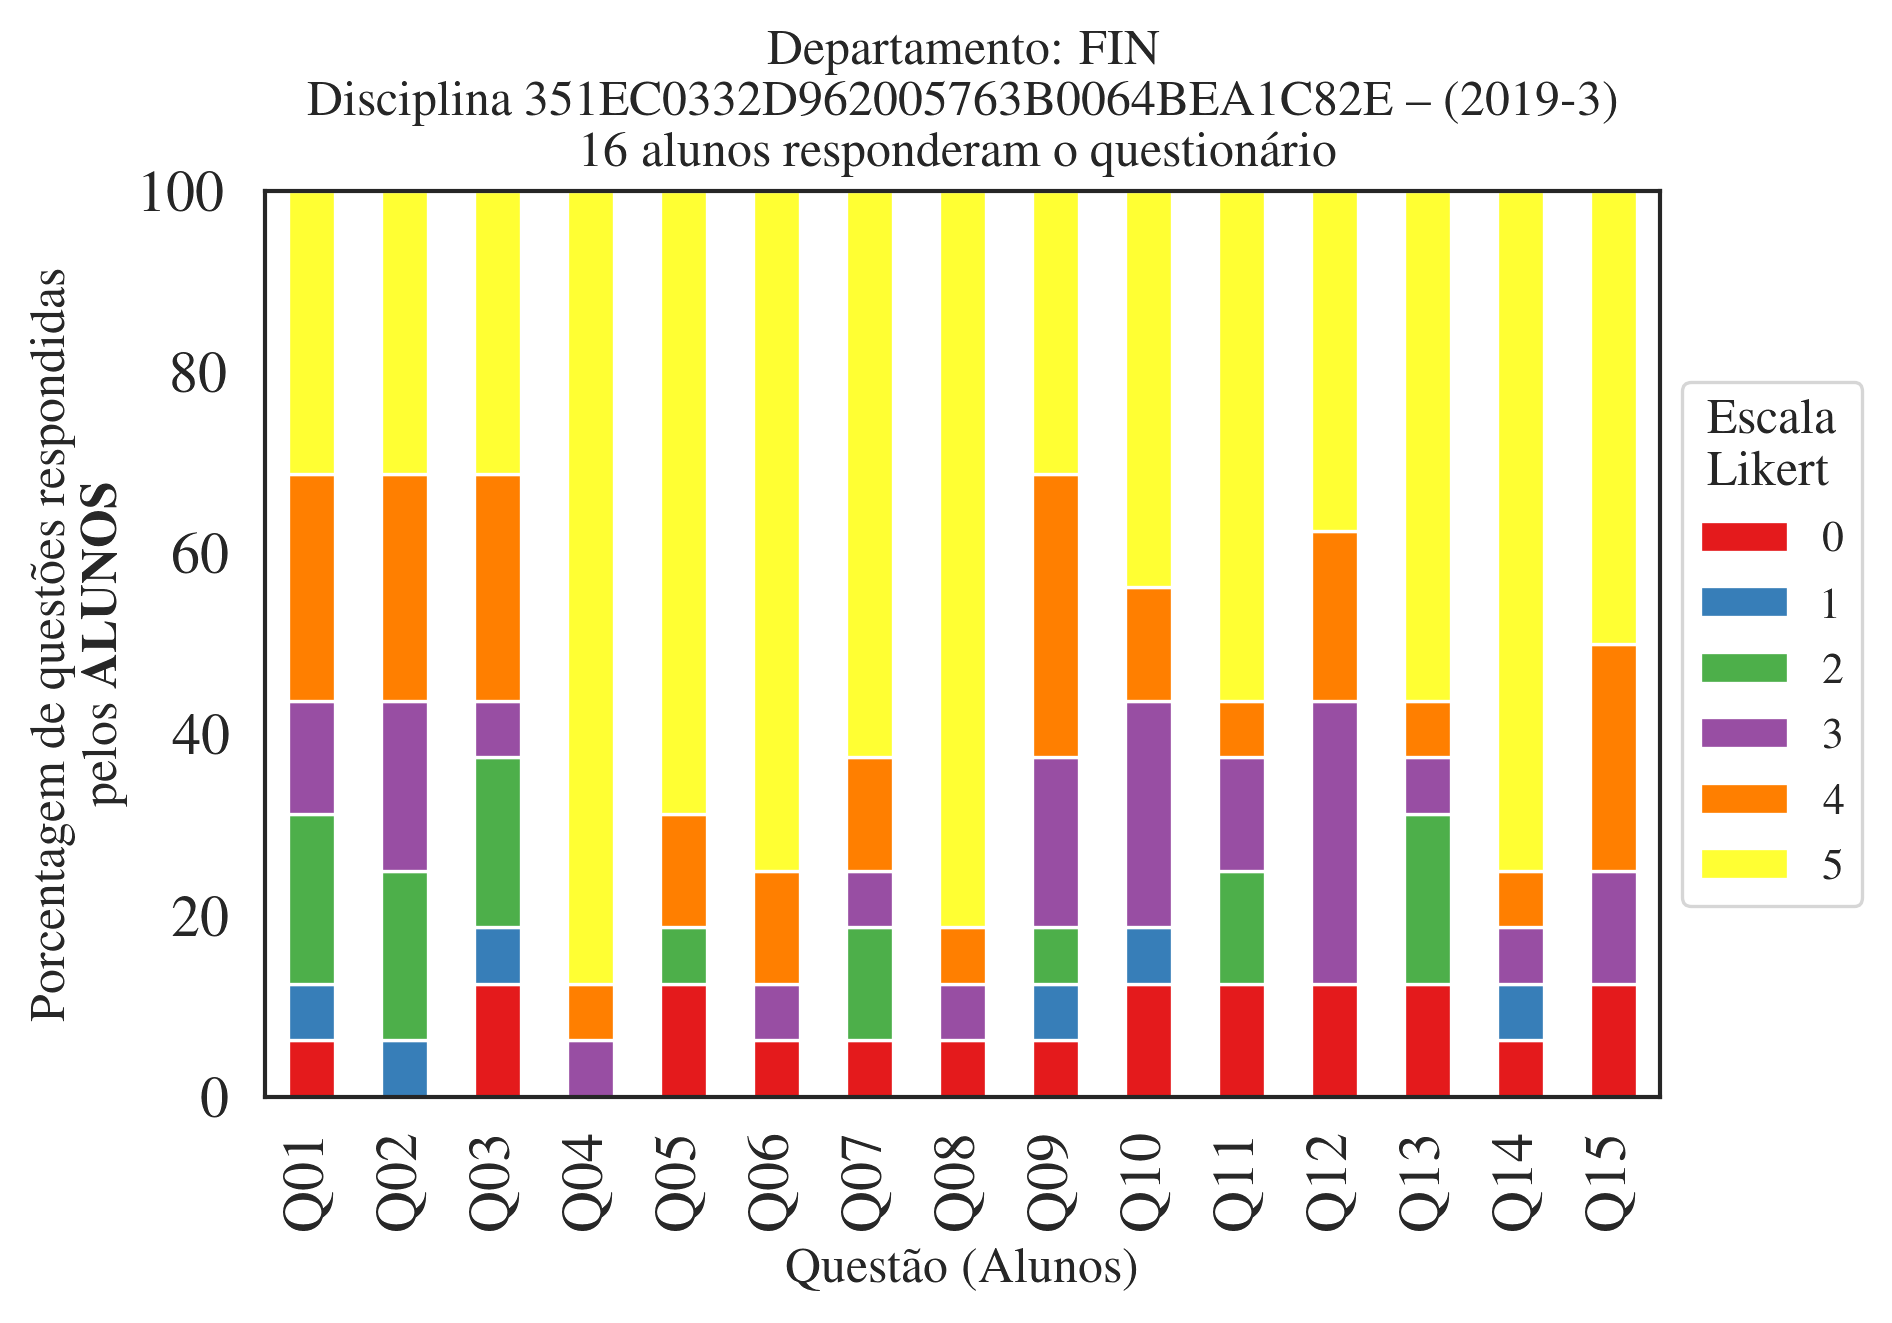 Departamento: FIN
Disciplina 351EC0332D962005763B0064BEA1C82E – (2019-3)
16 alunos responderam o questionário
Porcentagem de questões respondidas
pelos ALUNOS
100
80
60
40
20
0
Q01 Q02 Q03 Q04 Q05 Q06 Q07 Q08 Q09 Q10 Q11 Q12 Q13 Q14 Q15
Questão (Alunos)
Escala
Likert
0
1
2
3
4
5